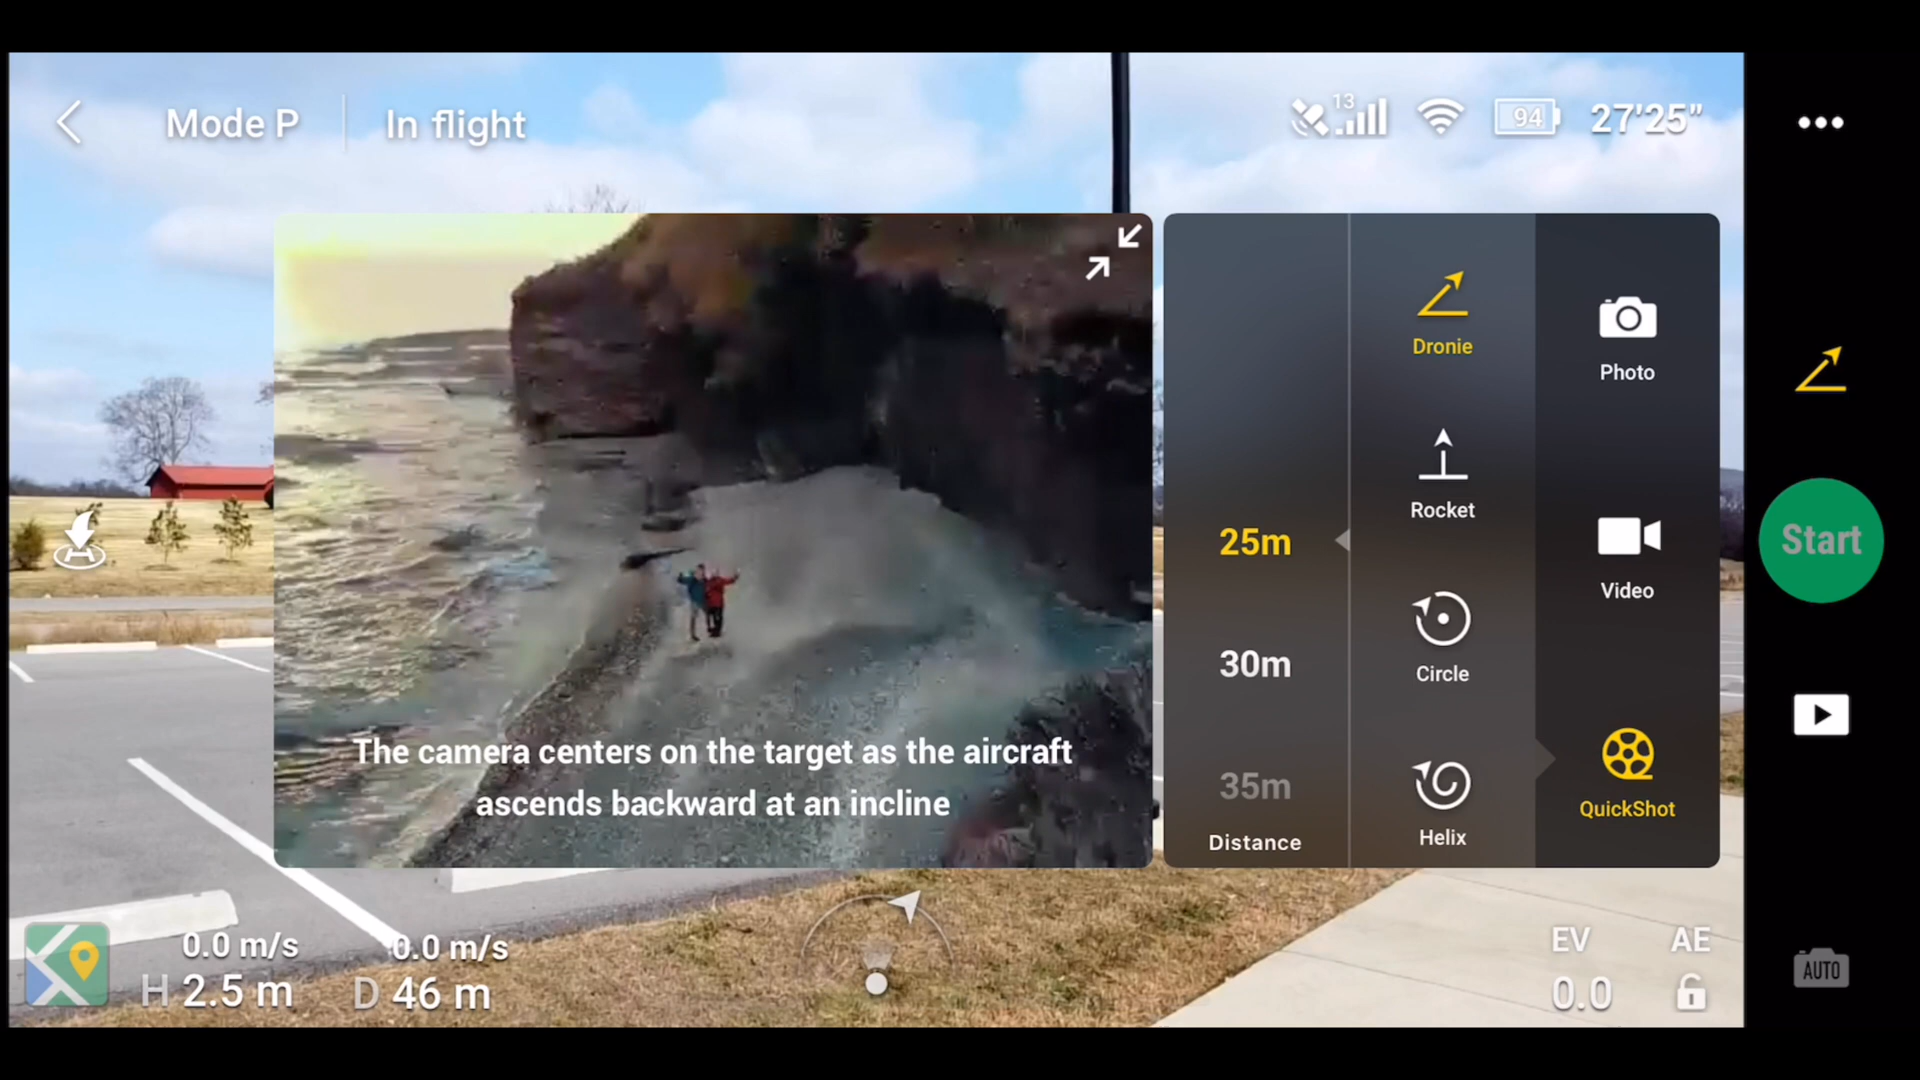 Mode P
In flight
13
94
27'25"
Dronie
Photo
Rocket
25m
Start
Video
30m
Circle
The camera centers on the target as the aircraft
ascends backward at an incline
35m
Distance
Helix
QuickShot
0.0 m/s
0.0 m/s
H 2.5 m
D 46 m
EV
AE
0.0
AUTO